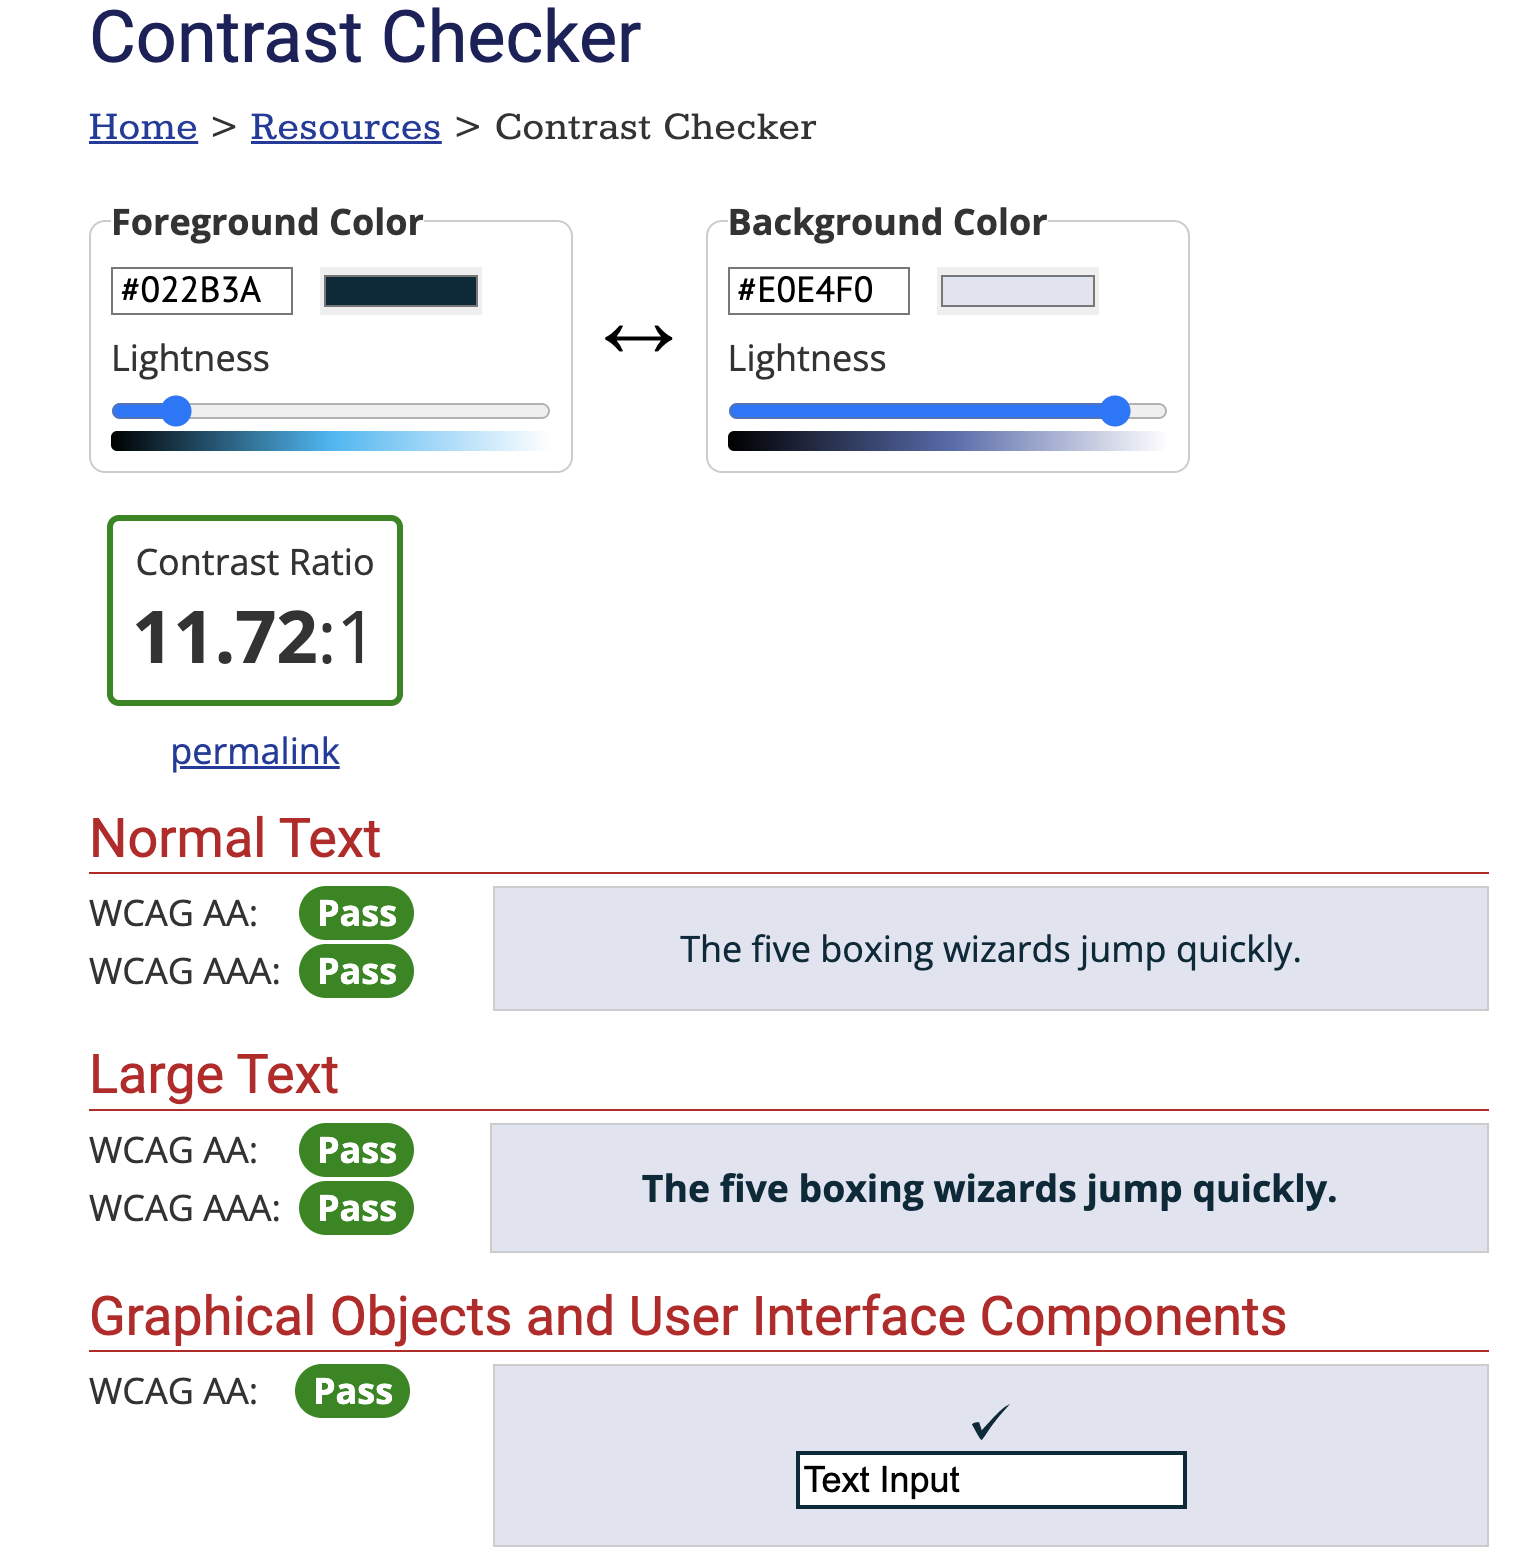 Contrast Checker
Home > Resources > Contrast Checker
Foreground Color
#022B3A
Lightness
Background Color
#E0E4F0
Lightness
Contrast Ratio
11.72:1
permalink
Normal Text
WCAG AA: Pass
WCAG AAA: Pass
The five boxing wizards jump quickly.
Large Text
WCAG AA: Pass
WCAG AAA: Pass
The five boxing wizards jump quickly.
Graphical Objects and User Interface Components
WCAG AA: Pass
✓
Text Input